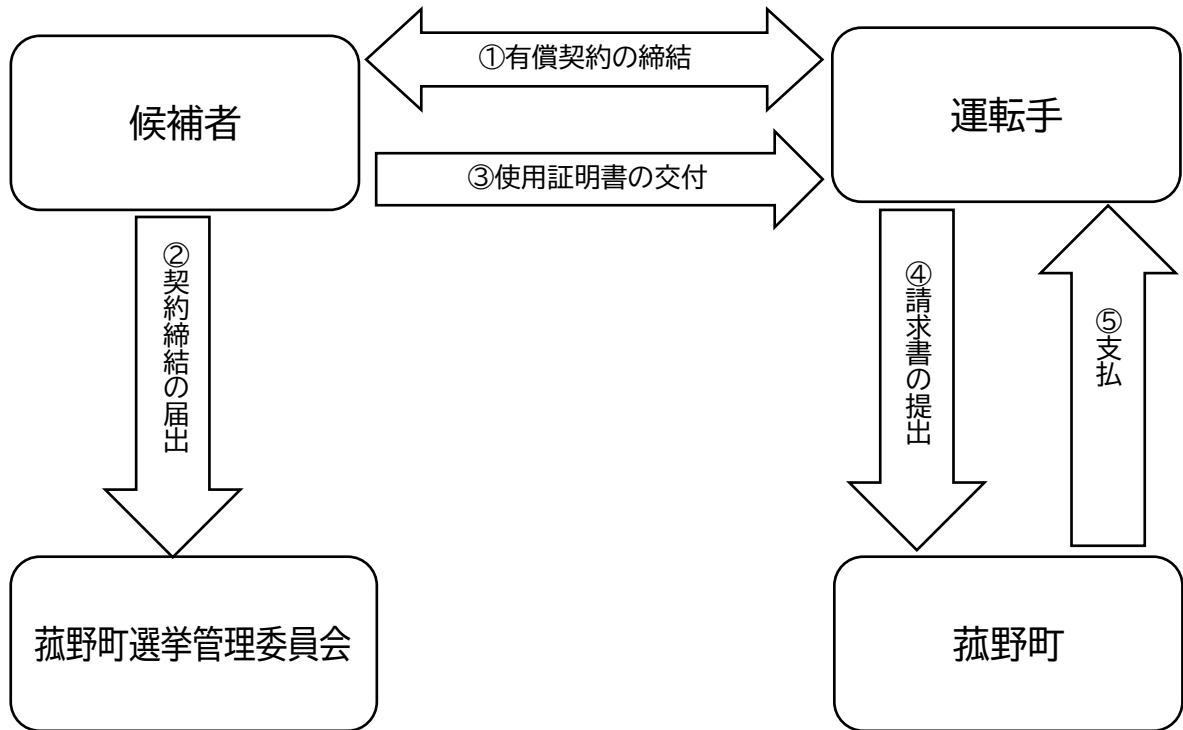 ①有償契約の締結
候補者
運転手
③使用証明書の交付
②契約締結の届出
④請求書の提出
⑤支払
菰野町選挙管理委員会
菰野町